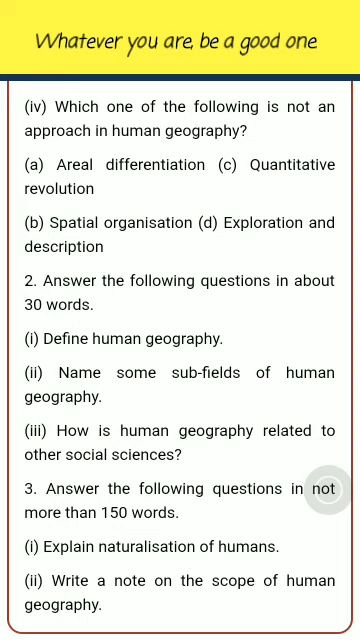 Whatever you are, be a good one
(iv) Which one of the following is not an
approach in human geography?
(a) Areal differentiation (c) Quantitative
revolution
(b) Spatial organisation (d) Exploration and
description
2. Answer the following questions in about
30 words.
(i) Define human geography.
(ii) Name some sub-fields of human
geography.
(iii) How is human geography related to
other social sciences?
3. Answer the following questions in not
more than 150 words.
(i) Explain naturalisation of humans.
(ii) Write a note on the scope of human
geography.